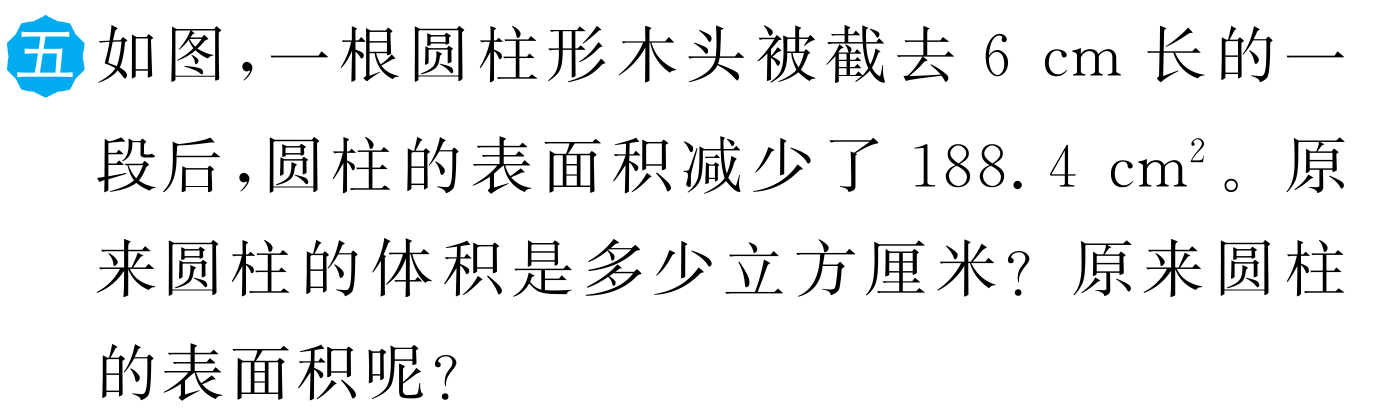 五 如图,一根圆柱形木头被截去 6 cm 长的一
段后,圆柱的表面积减少了 188. 4 cm²。原
来圆柱的体积是多少立方厘米? 原来圆柱
的表面积呢?